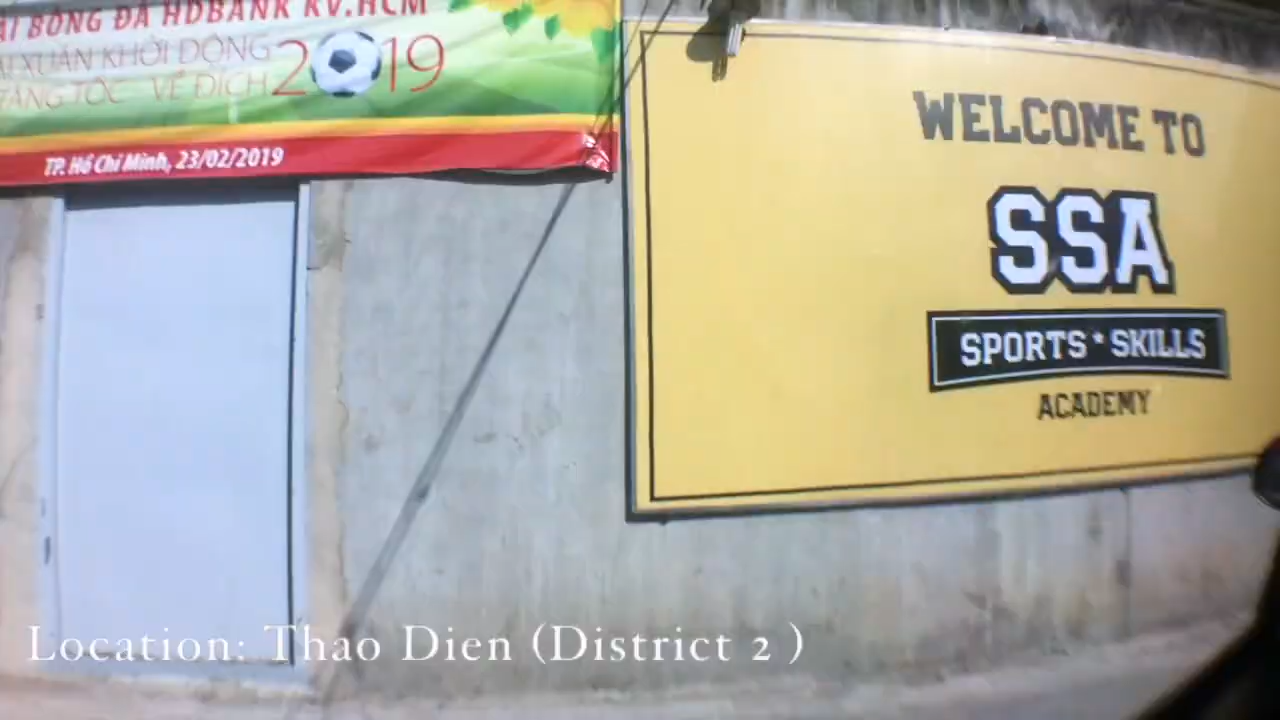 BÓNG ĐÁ HDBANK KV.HCM
XUÂN KHỞI ĐỘNG
TĂNG TỐC VỀ ĐÍCH 2019
TP. Hồ Chí Minh, 23/02/2019
WELCOME TO
SSA
SPORTS * SKILLS
ACADEMY
Location: Thao Dien (District 2 )